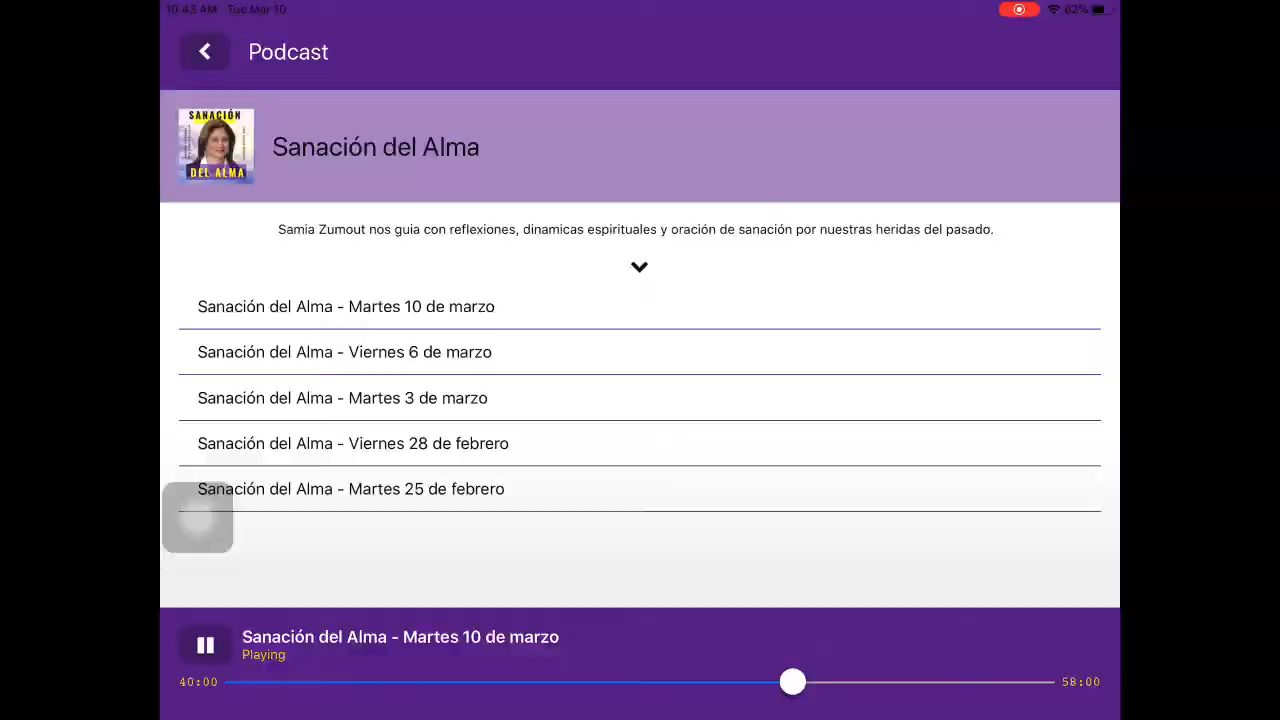 10:43 AM Tue Mar 10
62%
Podcast
SANACIÓN
DEL ALMA
Sanación del Alma
Samia Zumout nos guia con reflexiones, dinamicas espirituales y oración de sanación por nuestras heridas del pasado.
Sanación del Alma - Martes 10 de marzo
Sanación del Alma - Viernes 6 de marzo
Sanación del Alma - Martes 3 de marzo
Sanación del Alma - Viernes 28 de febrero
Sanación del Alma - Martes 25 de febrero
Sanación del Alma - Martes 10 de marzo
Playing
40:00
58:00